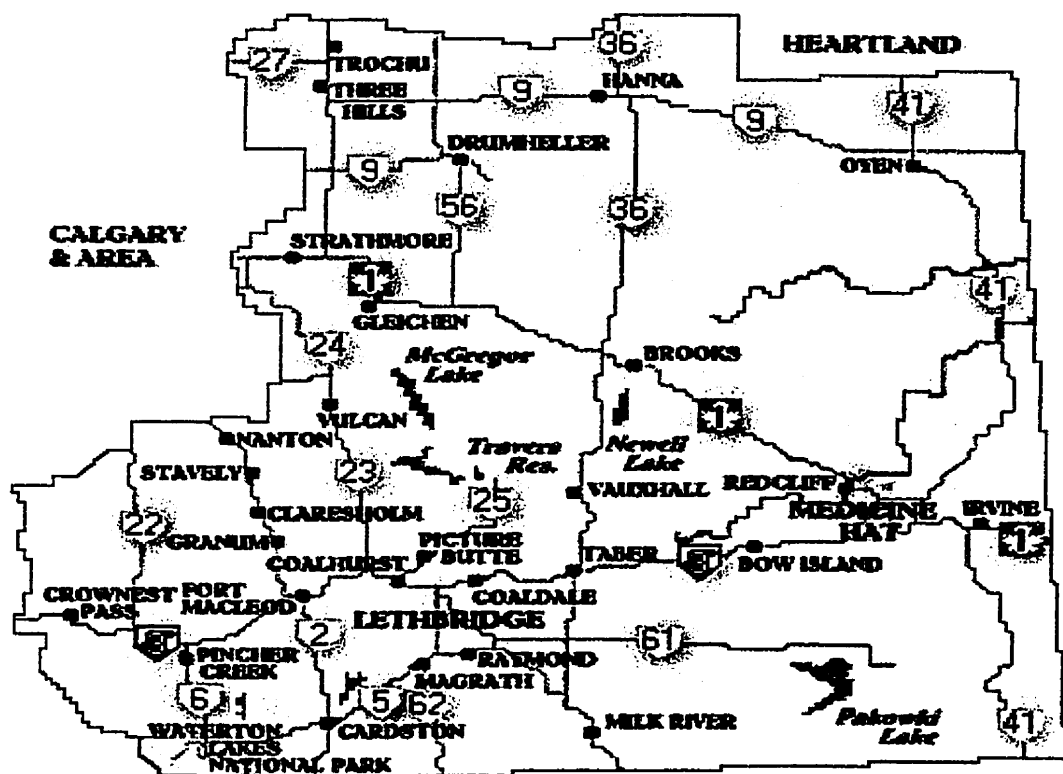 36
HEARTLAND
27
TROCHU
THREE
HILLS
9
HANNA
41
9
DRUMHELLER
9
OYEN
56
36
CALGARY
& AREA
STRATHMORE
1
41
GLEICHEN
24
McGregor
Lake
BROOKS
VULCAN
1
NANTON
Travers
Res.
Newell
Lake
STAVELY
23
25
VAUXHALL
REDCLIFF
MEDICINE
HAT
IRVINE
1
22
CLARESHOLM
GRANUM
PICTURE
BUTTE
TABER
3
BOW ISLAND
COALHURST
COALDALE
CROWNEST
PASS
FORT
MACLEOD
LETHBRIDGE
2
61
3
PINCHER
CREEK
RAYMOND
MAGRATH
6
5
62
WATERTON
LAKES
NATIONAL PARK
CARDSTON
MILK RIVER
Pakowki
Lake
41